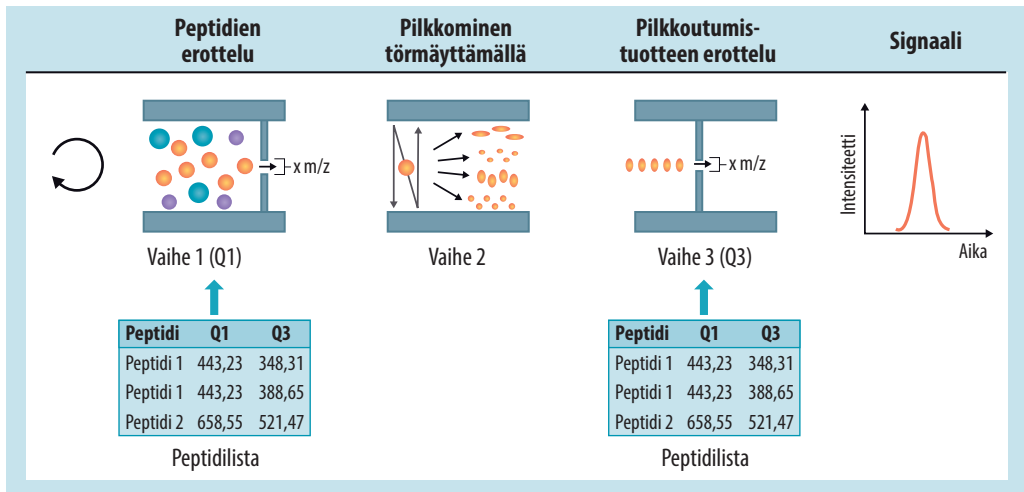 Peptidien
erottelu
Pilkkominen
törmäyttämällä
Pilkkoutumis-
tuotteen erottelu
Signaali
x m/z
x m/z
Intensiteetti
Aika
Vaihe 1 (Q1)
Vaihe 2
Vaihe 3 (Q3)
Peptidi Q1 Q3
Peptidi 1 443,23 348,31
Peptidi 1 443,23 388,65
Peptidi 2 658,55 521,47
Peptidilista
Peptidi Q1 Q3
Peptidi 1 443,23 348,31
Peptidi 1 443,23 388,65
Peptidi 2 658,55 521,47
Peptidilista